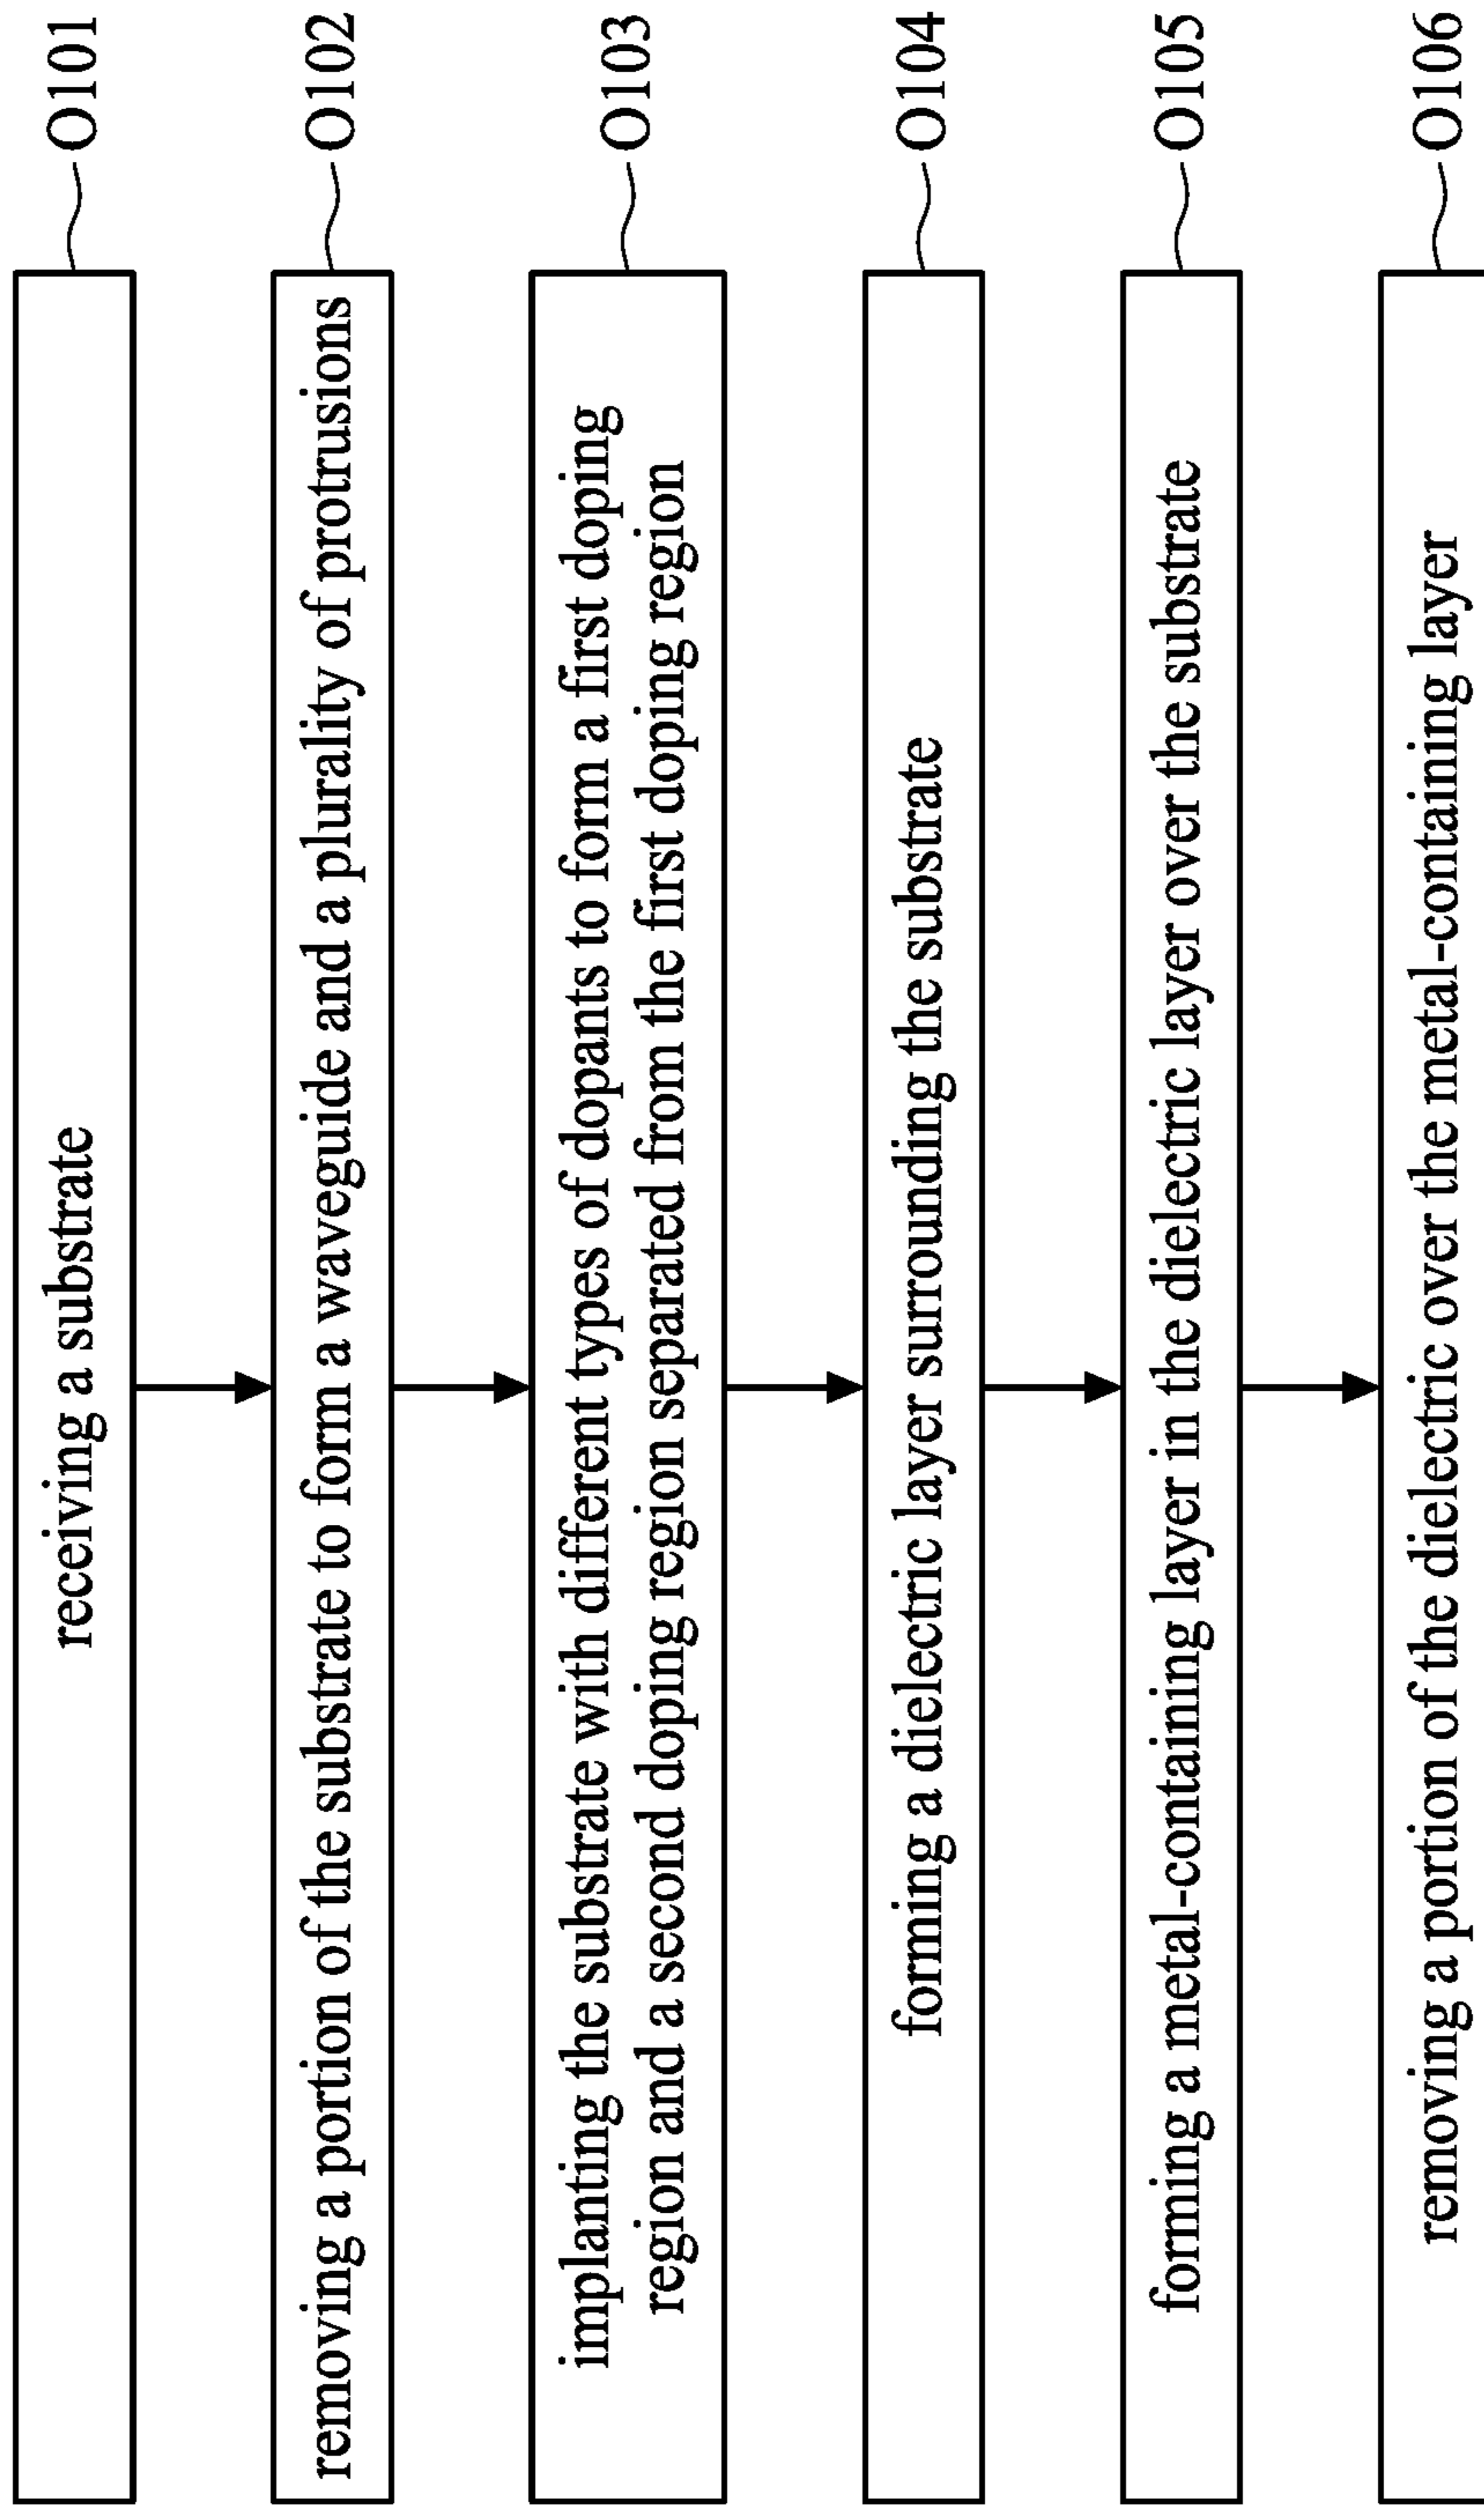 receiving a substrate
O101
removing a portion of the substrate to form a waveguide and a plurality of protrusions
O102
implanting the substrate with different types of dopants to form a first doping
region and a second doping region separated from the first doping region
O103
forming a dielectric layer surrounding the substrate
O104
forming a metal-containing layer in the dielectric layer over the substrate
O105
removing a portion of the dielectric over the metal-containing layer
O106